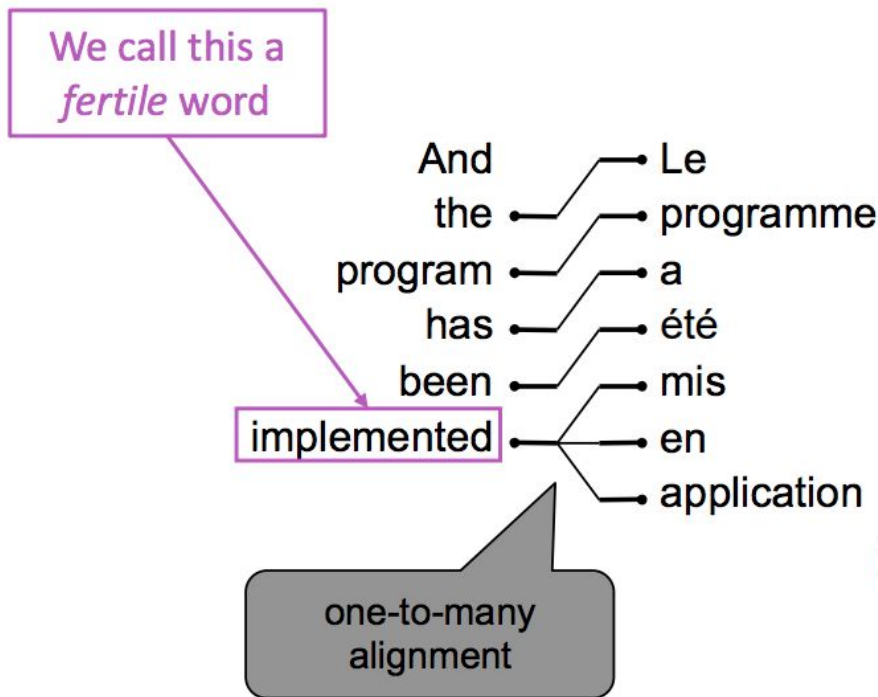 We call this a
fertile word
And
Le
the
programme
program
a
has
été
been
mis
implemented
en
application
one-to-many
alignment